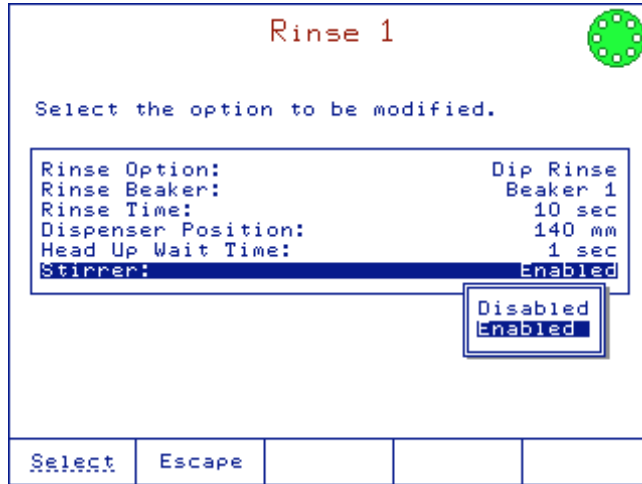 Rinse 1
Select the option to be modified.
Rinse Option: Dip Rinse
Rinse Beaker: Beaker 1
Rinse Time: 10 sec
Dispenser Position: 140 mm
Head Up Wait Time: 1 sec
Stirrer: Enabled
Disabled
Enabled
Select Escape